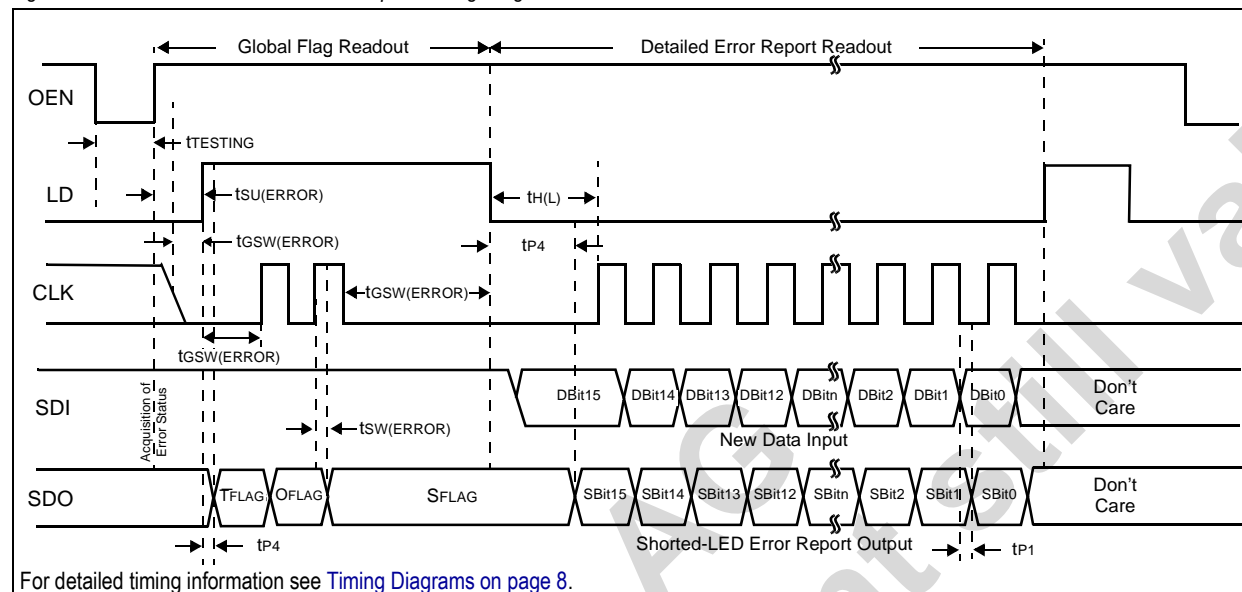 Global Flag Readout
Detailed Error Report Readout
OEN
tTESTING
LD
tSU(ERROR)
tH(L)
tGSW(ERROR)
tP4
CLK
tGSW(ERROR)
tGSW(ERROR)
Acquisition of
Error Status
SDI
DBit15 DBit14 DBit13 DBit12 DBitn DBit2 DBit1 DBit0
Don't
Care
New Data Input
tSW(ERROR)
SDO
TFLAG OFLAG SFLAG SBit15 SBit14 SBit13 SBit12 SBitn SBit2 SBit1 SBit0
Don't
Care
tP4
Shorted-LED Error Report Output
tP1
For detailed timing information see Timing Diagrams on page 8.
AG
still